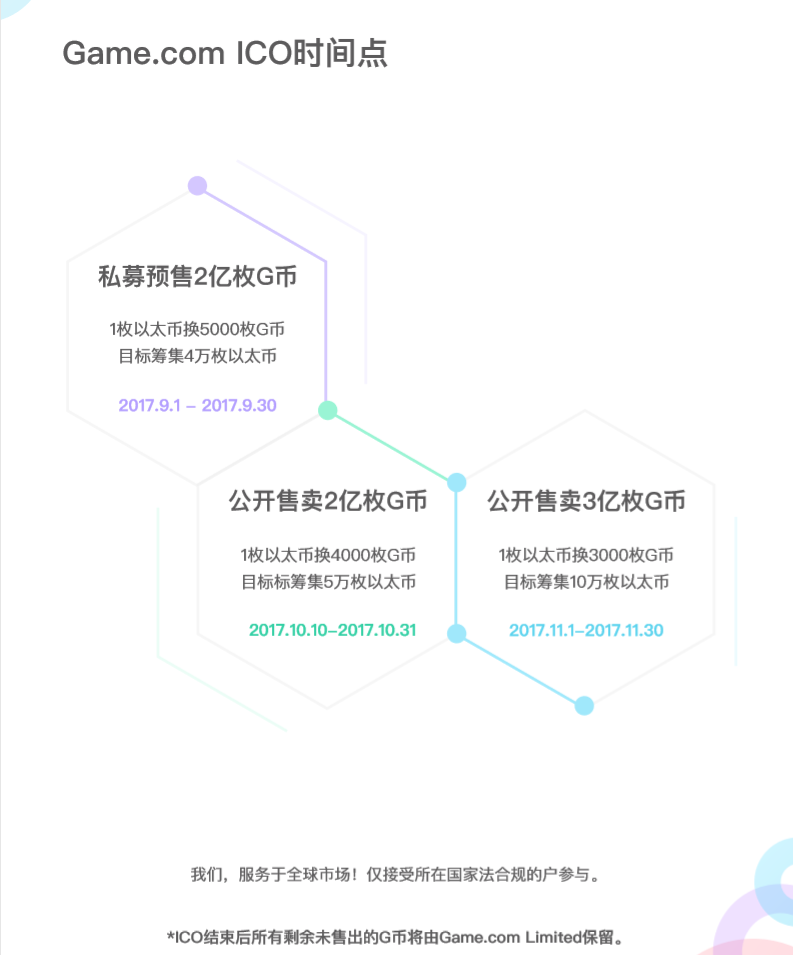 Game.com ICO时间点
私募预售2亿枚G币
1枚以太币换5000枚G币
目标筹集4万枚以太币
2017.9.1 – 2017.9.30
公开售卖2亿枚G币
1枚以太币换4000枚G币
目标标筹集5万枚以太币
2017.10.10–2017.10.31
公开售卖3亿枚G币
1枚以太币换3000枚G币
目标筹集10万枚以太币
2017.11.1–2017.11.30
我们，服务于全球市场！仅接受所在国家法合规的户参与。
*ICO结束后所有剩余未售出的G币将由Game.com Limited保留。